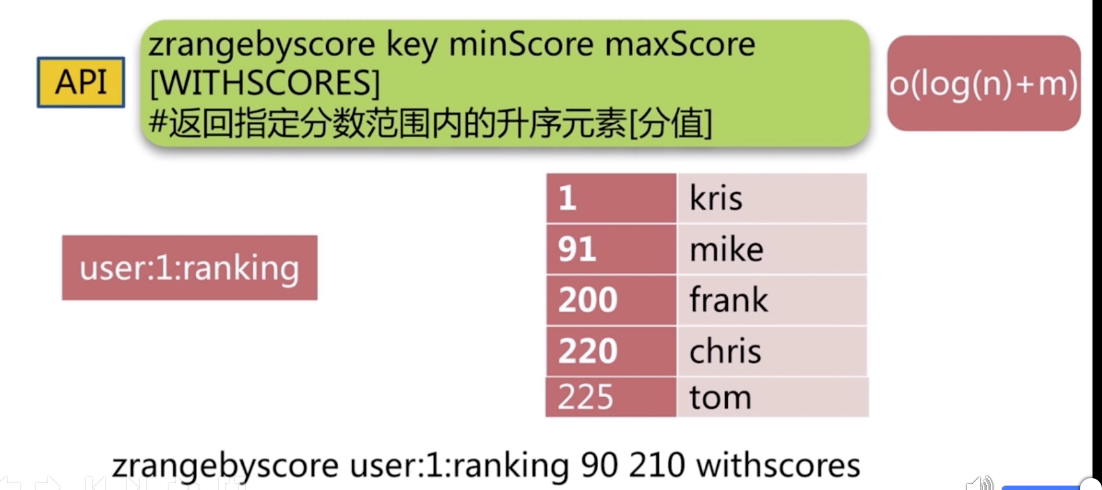 API
zrangebyscore key minScore maxScore
[WITHSCORES]
#返回指定分数范围内的升序元素[分值]
o(log(n)+m)
user:1:ranking
1 kris
91 mike
200 frank
220 chris
225 tom
zrangebyscore user:1:ranking 90 210 withscores